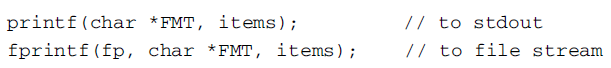 printf(char *FMT, items); // to stdout
fprintf(fp, char *FMT, items); // to file stream